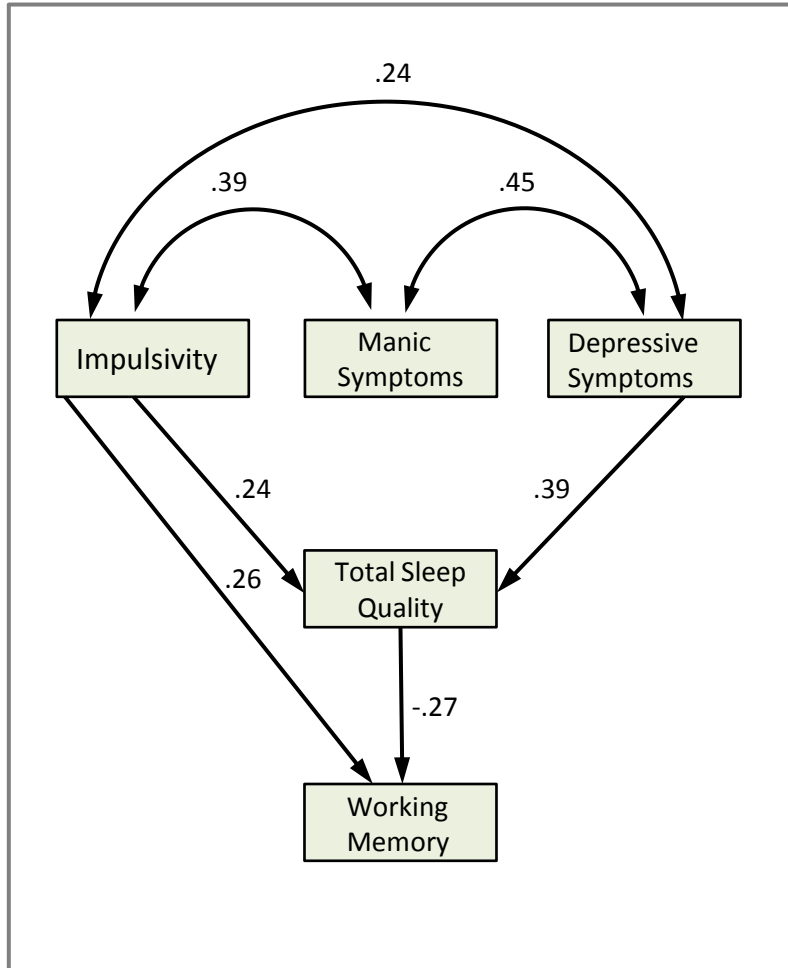 .24
.39
.45
Impulsivity
Manic
Symptoms
Depressive
Symptoms
.24
.39
.26
Total Sleep
Quality
-.27
Working
Memory